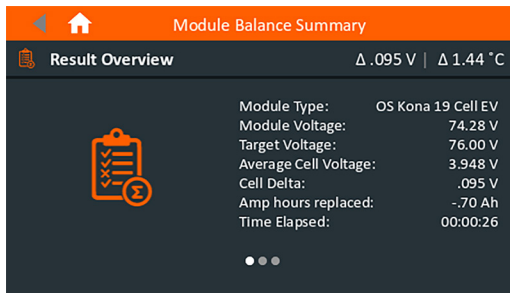 Module Balance Summary
Result Overview Δ .095 V | Δ 1.44 °C
Module Type: OS Kona 19 Cell EV
Module Voltage: 74.28 V
Target Voltage: 76.00 V
Average Cell Voltage: 3.948 V
Cell Delta: .095 V
Amp hours replaced: -.70 Ah
Time Elapsed: 00:00:26